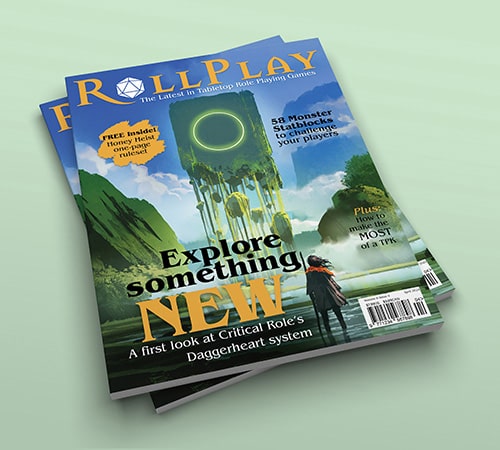 ROLLPLAY
The Latest in Tabletop Role Playing Games
FREE Inside!
Honey Heist
one-page
ruleset!
58 Monster
Statblocks
to challenge
your players
Plus:
How to
make the
MOST
of a TPK
Explore
something
NEW
A first look at Critical Role's
Daggerheart system